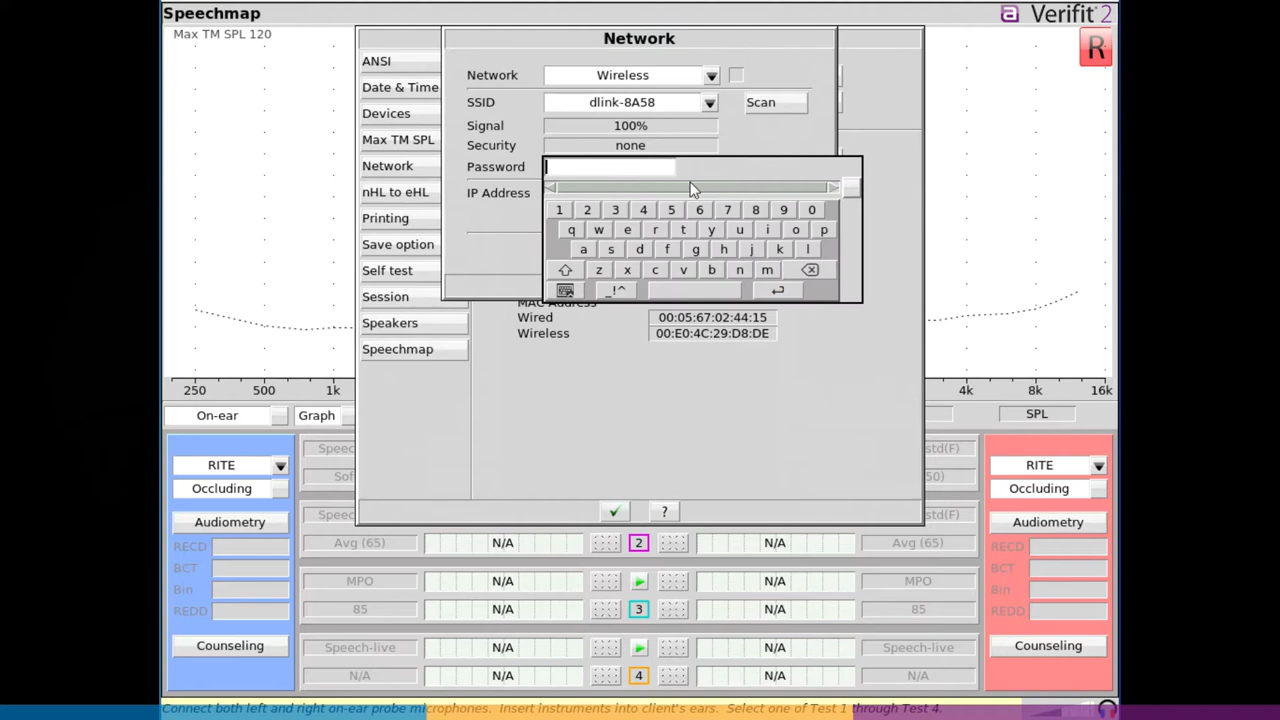 Speechmap
a Verifit 2
Max TM SPL 120
R
Network
Network Wireless
SSID dlink-8A58 Scan
Signal 100%
Security none
Password
IP Address
1 2 3 4 5 6 7 8 9 0
q w e r t y u i o p
a s d f g h j k l
z x c v b n m
_!^
ANSI
Date & Time
Devices
Max TM SPL
Network
nHL to eHL
Printing
Save option
Self test
Session
Speakers
Speechmap
MAC Address
Wired 00:05:67:02:44:15
Wireless 00:E0:4C:29:D8:DE
?
250 500 1k 4k 8k 16k
On-ear Graph SPL
RITE
Occluding
Audiometry
RECD
BCT
Bin
REDD
Counseling
Avg (65) N/A 2 N/A Avg (65)
MPO N/A N/A MPO
85 N/A 3 N/A 85
Speech-live N/A N/A Speech-live
N/A N/A 4 N/A N/A
RITE
Occluding
Audiometry
RECD
BCT
Bin
REDD
Counseling
Connect both left and right on-ear probe microphones. Insert instruments into client's ears. Select one of Test 1 through Test 4.